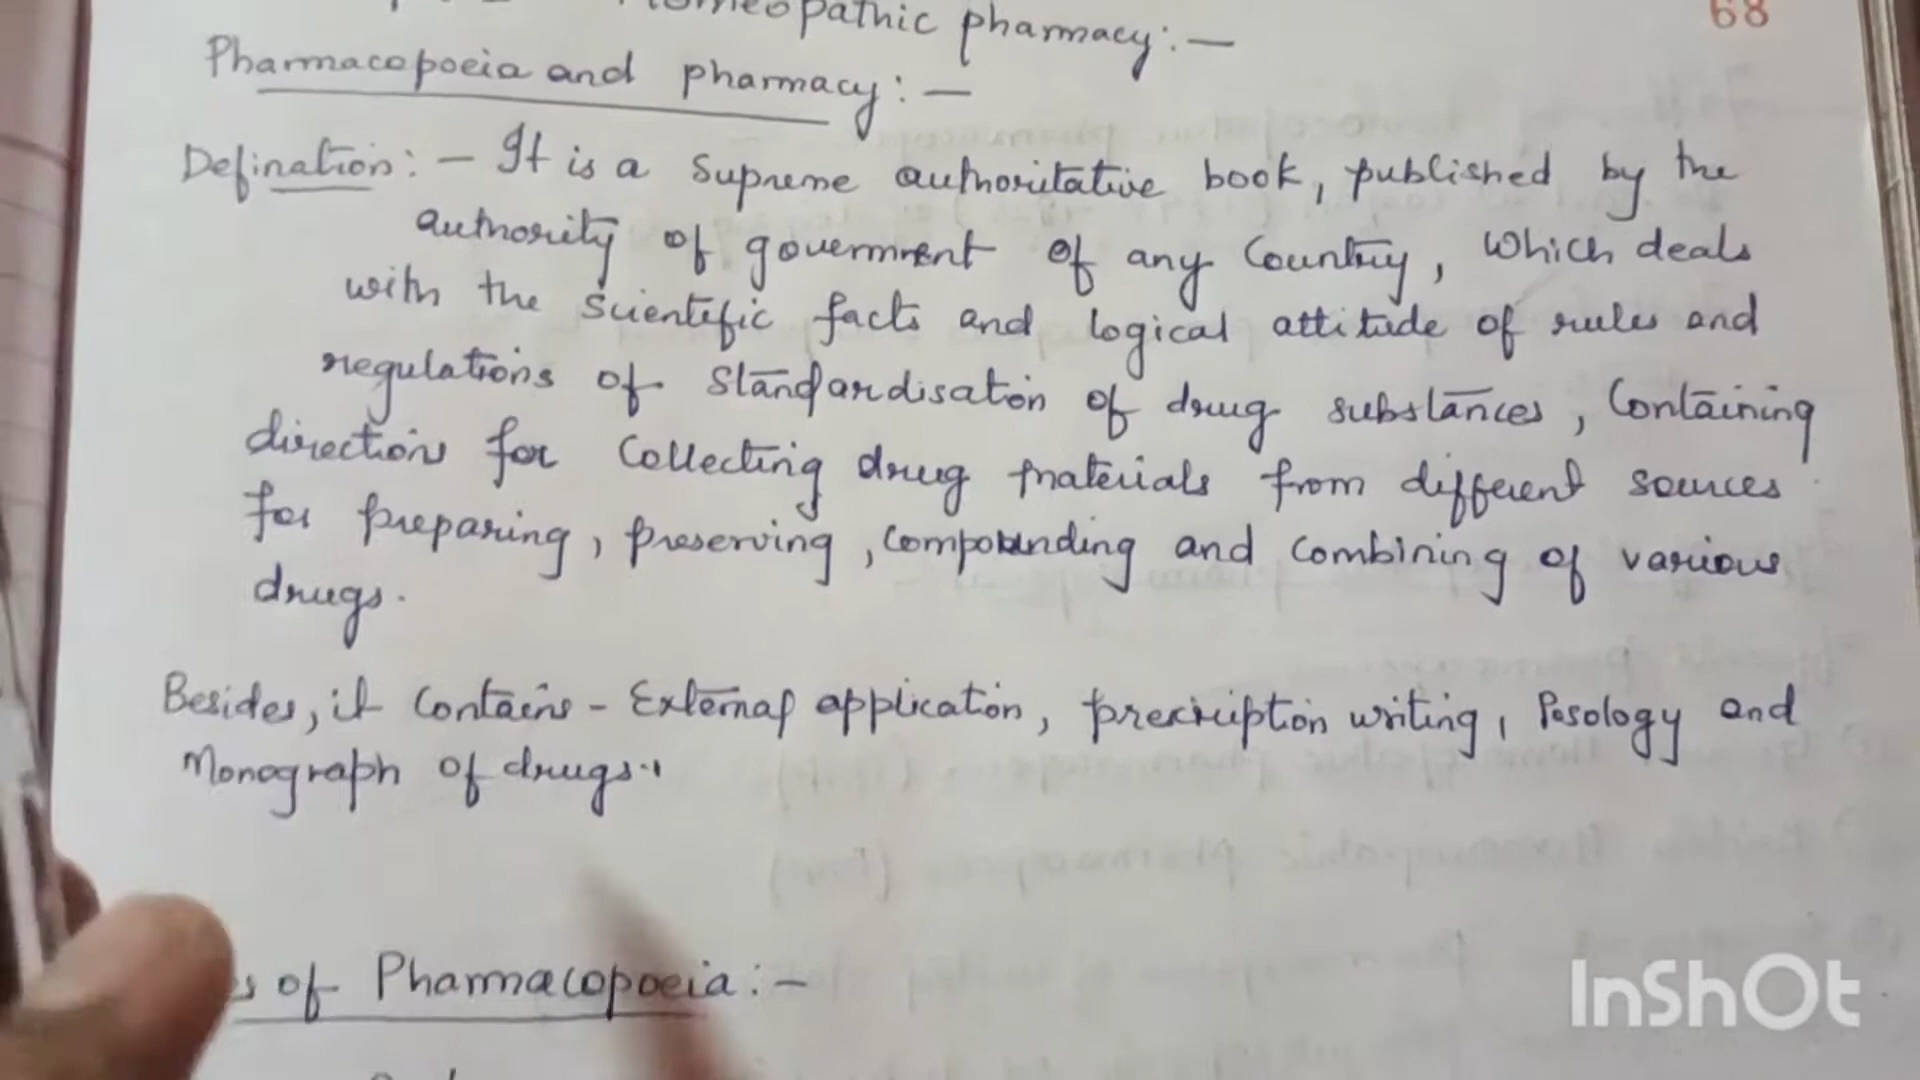 Homeopathic pharmacy:-
68
Pharmacopoeia and pharmacy:-
Defination:- It is a Supreme authoritative book, published by the
authority of government of any Country, which deals
with the scientific facts and logical attitude of rules and
regulations of Standardisation of drug substances, Containing
directions for Collecting drug materials from different sources
for preparing, preserving, compounding and combining of various
drugs.
Besides, it Contains - External application, prescription writing, Posology and
Monograph of drugs.
of Pharmacopoeia:-
InShOt